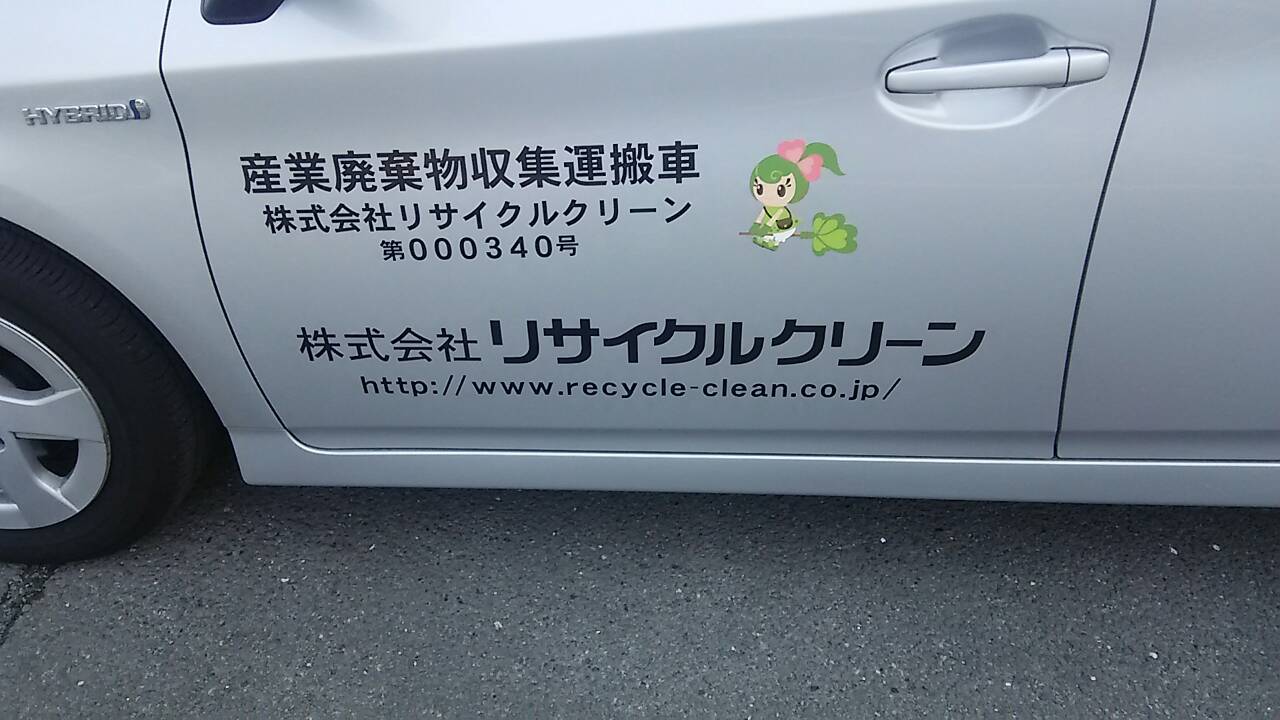 HYBRID
産業廃棄物収集運搬車
株式会社リサイクルクリーン
第000340号
株式会社リサイクルクリーン
http://www.recycle-clean.co.jp/